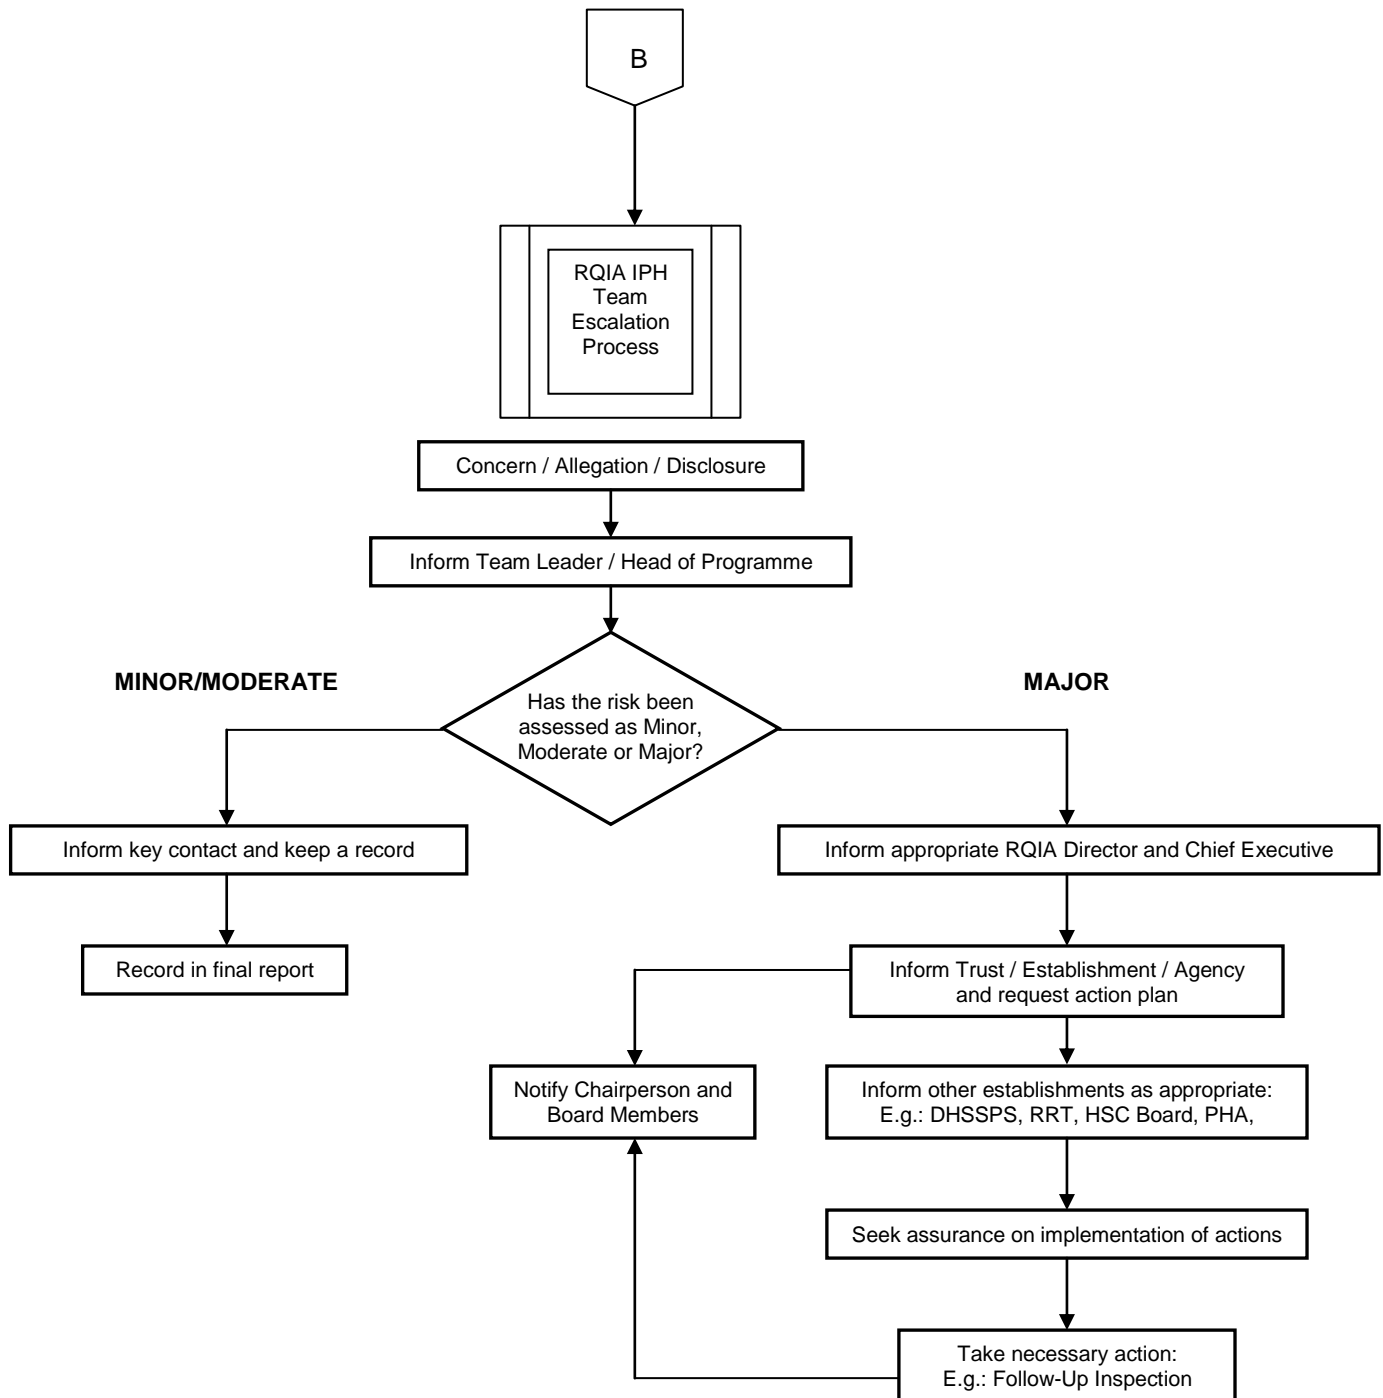 B
RQIA IPH
Team
Escalation
Process
Concern / Allegation / Disclosure
Inform Team Leader / Head of Programme
MINOR/MODERATE
MAJOR
Has the risk been
assessed as Minor,
Moderate or Major?
Inform key contact and keep a record
Inform appropriate RQIA Director and Chief Executive
Record in final report
Inform Trust / Establishment / Agency
and request action plan
Notify Chairperson and
Board Members
Inform other establishments as appropriate:
E.g.: DHSSPS, RRT, HSC Board, PHA,
Seek assurance on implementation of actions
Take necessary action:
E.g.: Follow-Up Inspection